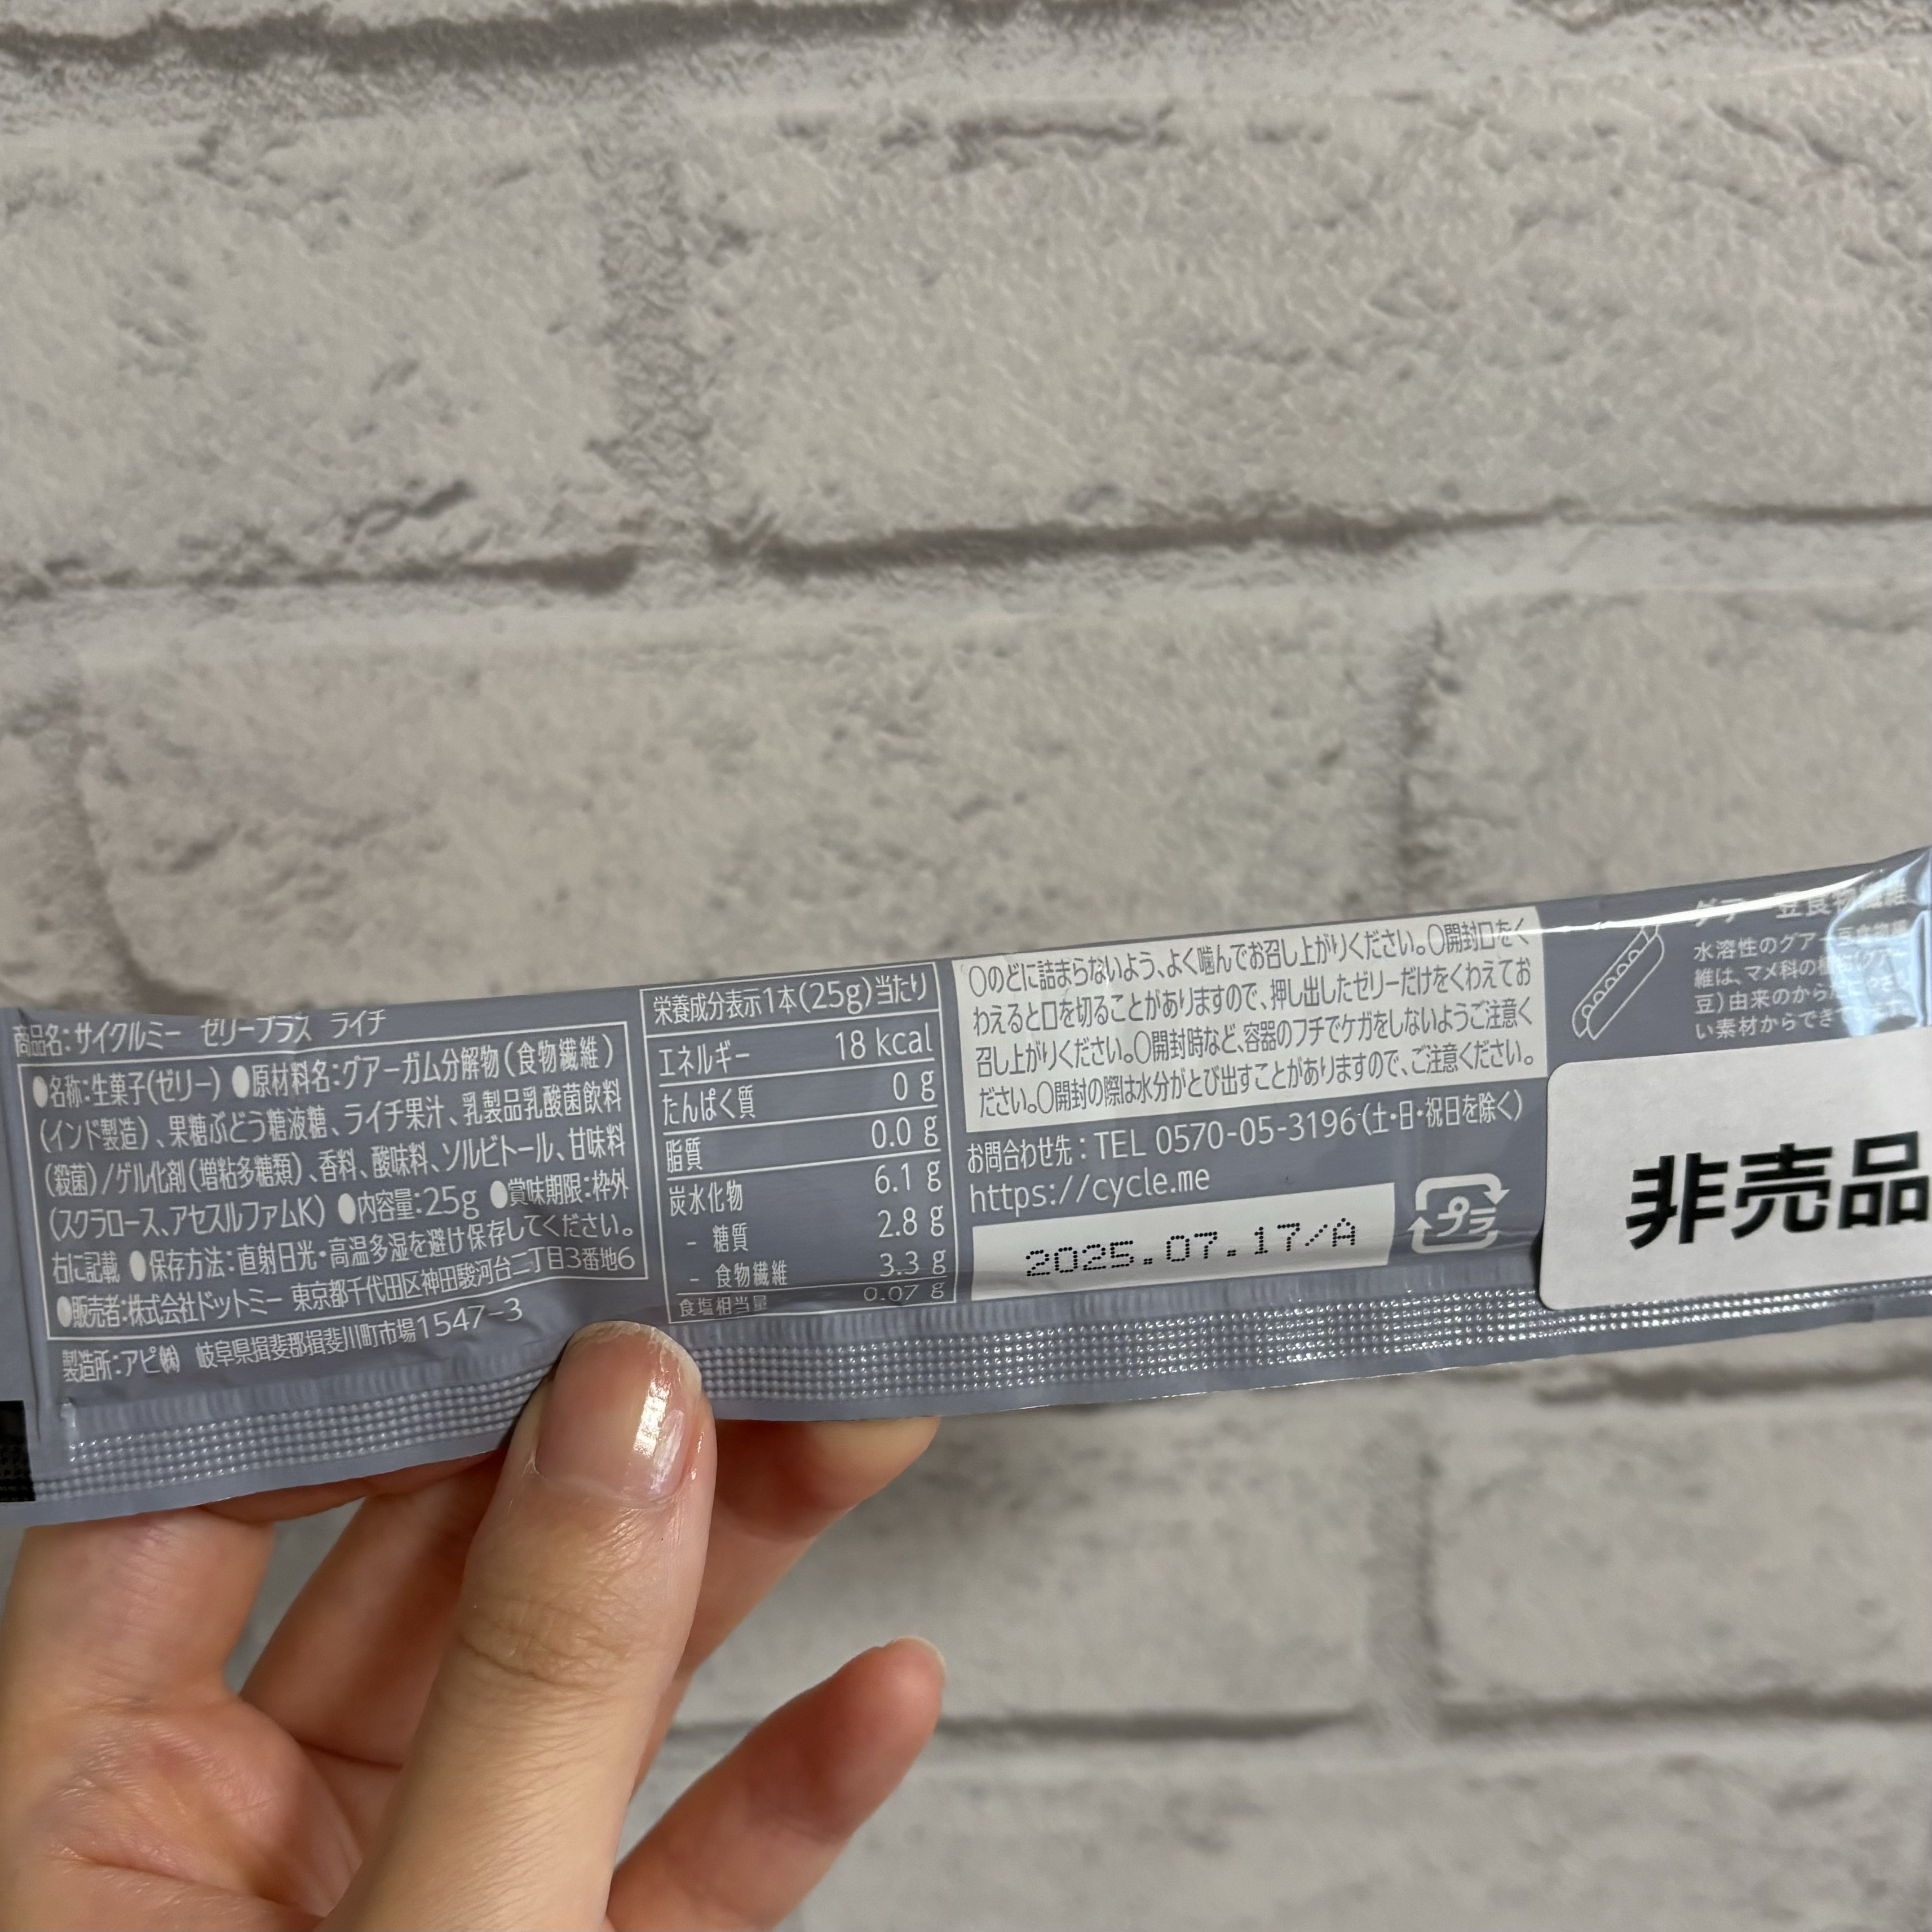 商品名:サイクルミー ゼリープラス ライチ
●名称:生菓子(ゼリー) ●原材料名:グアーガム分解物(食物繊維)
(インド製造)、果糖ぶどう糖液糖、ライチ果汁、乳製品乳酸菌飲料
(殺菌)/ゲル化剤(増粘多糖類)、香料、酸味料、ソルビトール、甘味料
(スクラロース、アセスルファムK) ●内容量:25g ●賞味期限:枠外
右に記載 ●保存方法:直射日光・高温多湿を避け保存してください。
●販売者:株式会社ドットミー 東京都千代田区神田駿河台二丁目3番地6
製造所:アピ㈱ 岐阜県揖斐郡揖斐川町市場1547-3
栄養成分表示1本(25g)当たり
エネルギー 18 kcal
たんぱく質 0 g
脂質 0.0 g
炭水化物 6.1 g
- 糖質 2.8 g
- 食物繊維 3.3 g
食塩相当量 0.07 g
○のどに詰まらないよう、よく噛んでお召し上がりください。○開封口をく
わえると口を切ることがありますので、押し出したゼリーだけをくわえてお
召し上がりください。○開封時など、容器のフチでケガをしないようご注意く
ださい。○開封の際は水分がとび出すことがありますので、ご注意ください。
お問合わせ先:TEL 0570-05-3196(土・日・祝日を除く)
https://cycle.me
2025.07.17/A
プラ
グアー豆食物繊維
水溶性のグアー豆食物繊
維は、マメ科の
豆)由来のから
い素材からでき
非売品